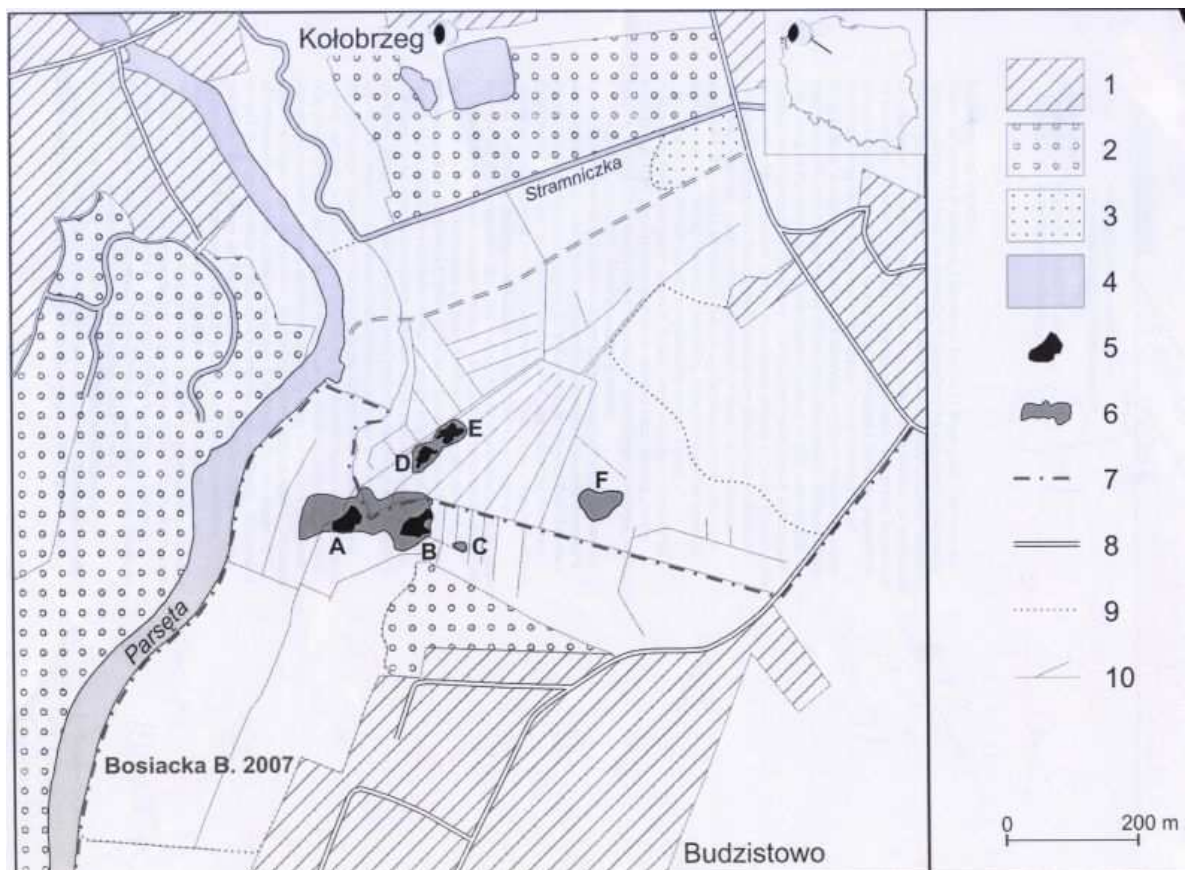 Kołobrzeg
Stramniczka
E
D
F
A
B
C
Parsęta
Bosiacka B. 2007
Budzistowo
1
2
3
4
5
6
7
8
9
10
0 200 m